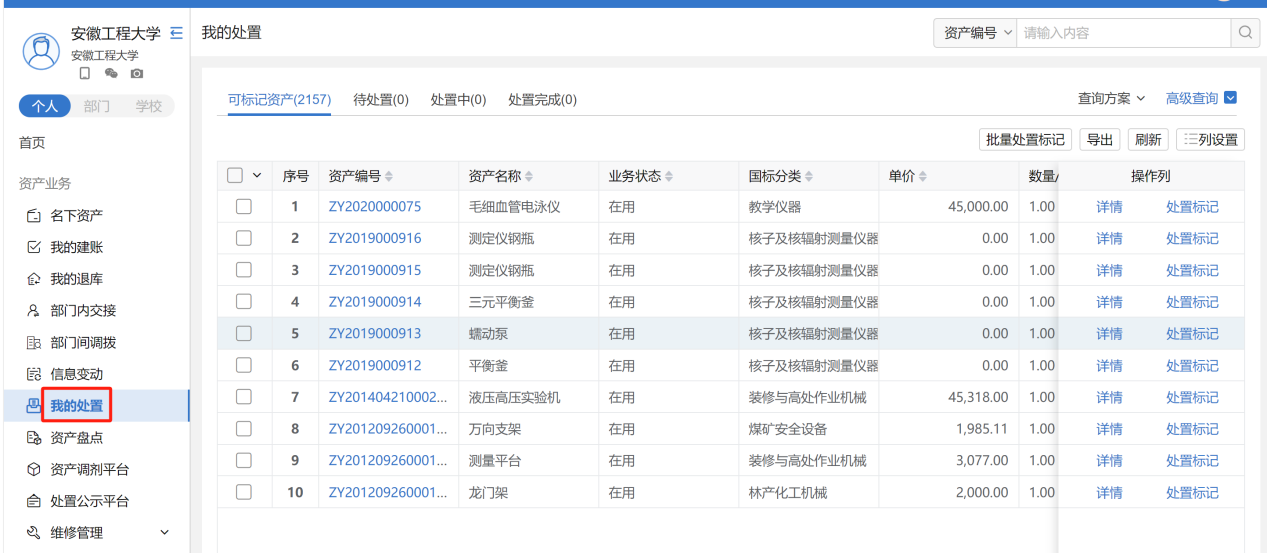 安徽工程大学
安徽工程大学
个人 部门 学校
首页
资产业务
名下资产
我的建账
我的退库
部门内交接
部门间调拨
信息变动
我的处置
资产盘点
资产调剂平台
处置公示平台
维修管理
我的处置
资产编号 请输入内容
可标记资产(2157) 待处置(0) 处置中(0) 处置完成(0)
查询方案 高级查询
批量处置标记 导出 刷新 列设置
序号 资产编号 资产名称 业务状态 国标分类 单价 数量/ 操作列
1 ZY2020000075 毛细血管电泳仪 在用 教学仪器 45,000.00 1.00 详情 处置标记
2 ZY2019000916 测定仪钢瓶 在用 核子及核辐射测量仪器 0.00 1.00 详情 处置标记
3 ZY2019000915 测定仪钢瓶 在用 核子及核辐射测量仪器 0.00 1.00 详情 处置标记
4 ZY2019000914 三元平衡釜 在用 核子及核辐射测量仪器 0.00 1.00 详情 处置标记
5 ZY2019000913 蠕动泵 在用 核子及核辐射测量仪器 0.00 1.00 详情 处置标记
6 ZY2019000912 平衡釜 在用 核子及核辐射测量仪器 0.00 1.00 详情 处置标记
7 ZY201404210002... 液压高压实验机 在用 装修与高处作业机械 45,318.00 1.00 详情 处置标记
8 ZY201209260001... 万向支架 在用 煤矿安全设备 1,985.11 1.00 详情 处置标记
9 ZY201209260001... 测量平台 在用 装修与高处作业机械 3,077.00 1.00 详情 处置标记
10 ZY201209260001... 龙门架 在用 林产化工机械 2,000.00 1.00 详情 处置标记